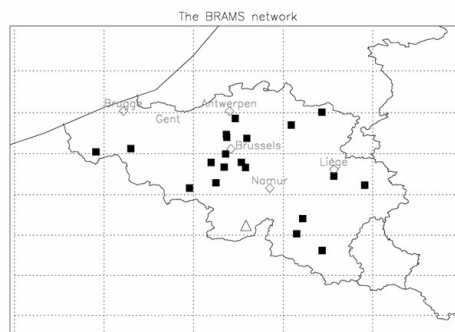 The BRAMS network
Brugge
Antwerpen
Gent
Brussels
Liège
Namur